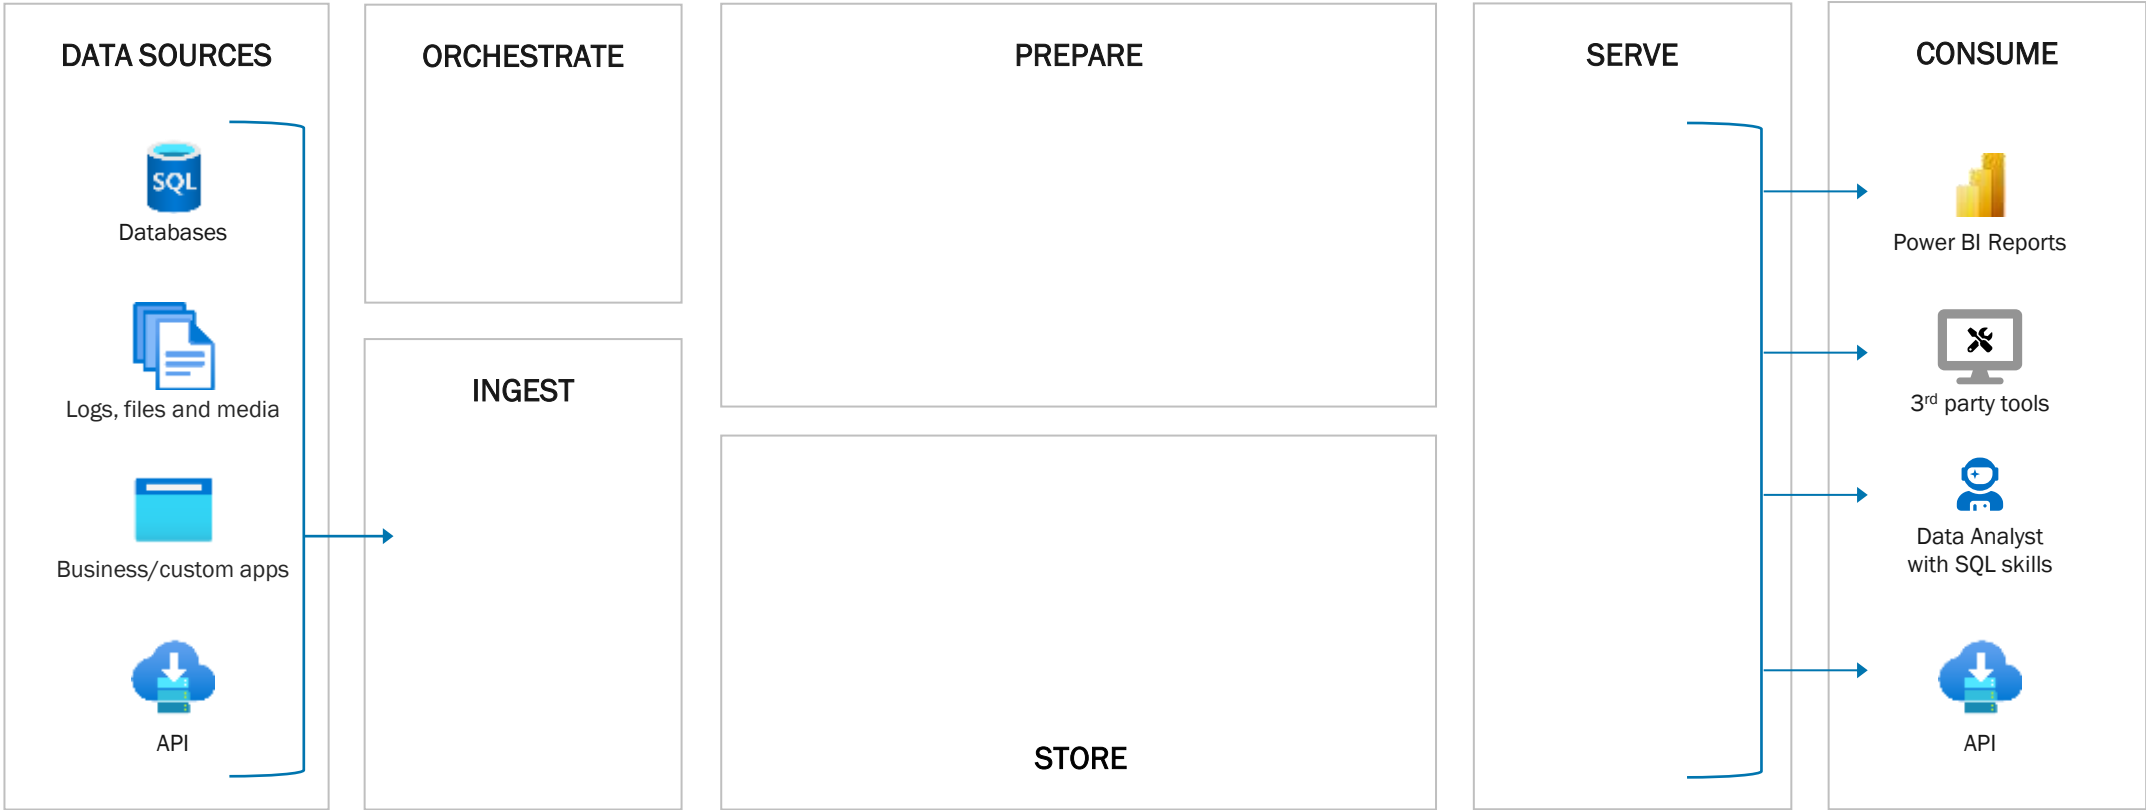 DATA SOURCES
SQL
Databases
Logs, files and media
Business/custom apps
API
ORCHESTRATE
INGEST
PREPARE
STORE
SERVE
CONSUME
Power BI Reports
3rd party tools
Data Analyst
with SQL skills
API